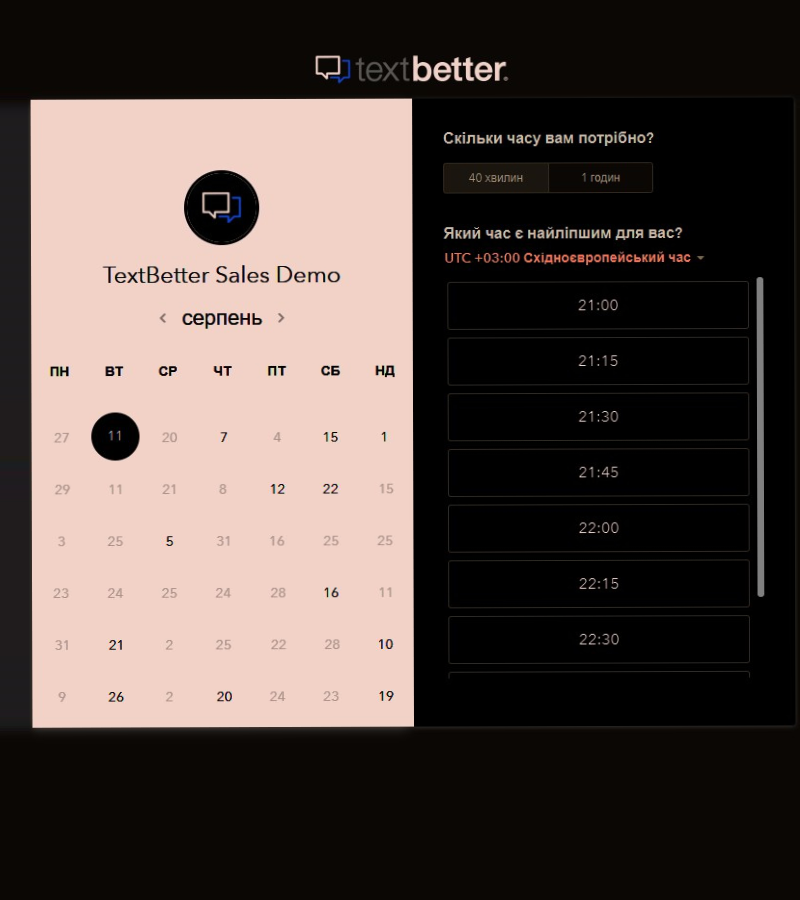 textbetter.
TextBetter Sales Demo
серпень
ПН ВТ СР ЧТ ПТ СБ НД
27 11 20 7 4 15 1
29 11 21 8 12 22 15
3 25 5 31 16 25 25
23 24 25 24 28 16 11
31 21 2 25 22 28 10
9 26 2 20 24 23 19
Скільки часу вам потрібно?
40 хвилин 1 годин
Який час є найліпшим для вас?
UTC +03:00 Східноєвропейський час
21:00
21:15
21:30
21:45
22:00
22:15
22:30